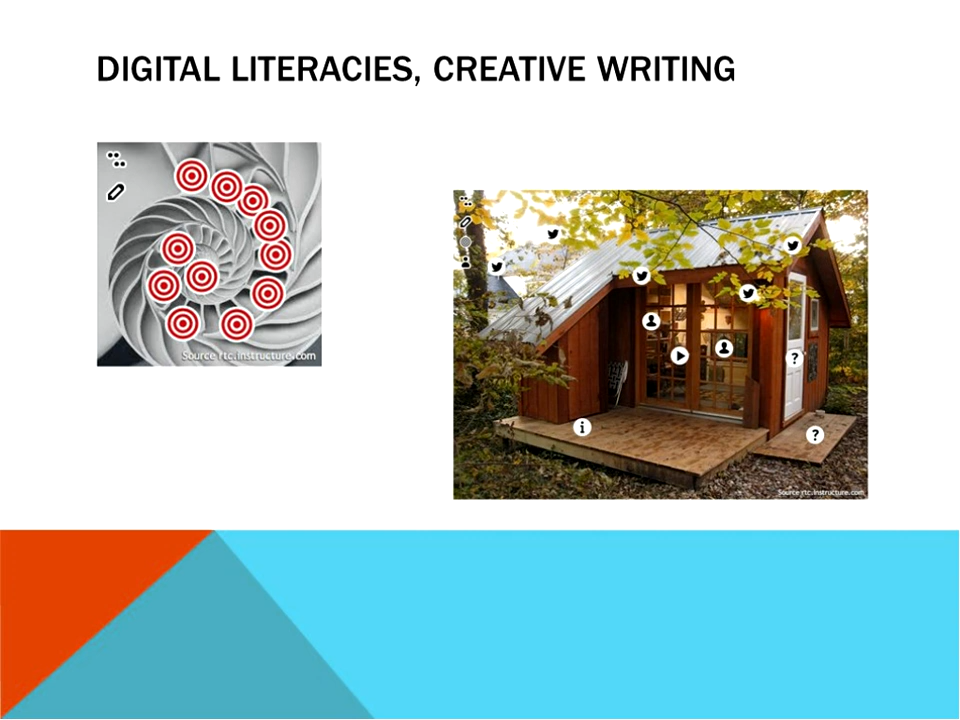 DIGITAL LITERACIES, CREATIVE WRITING
Source rtc.instructure.com
?
i
?
Source rtc.instructure.com